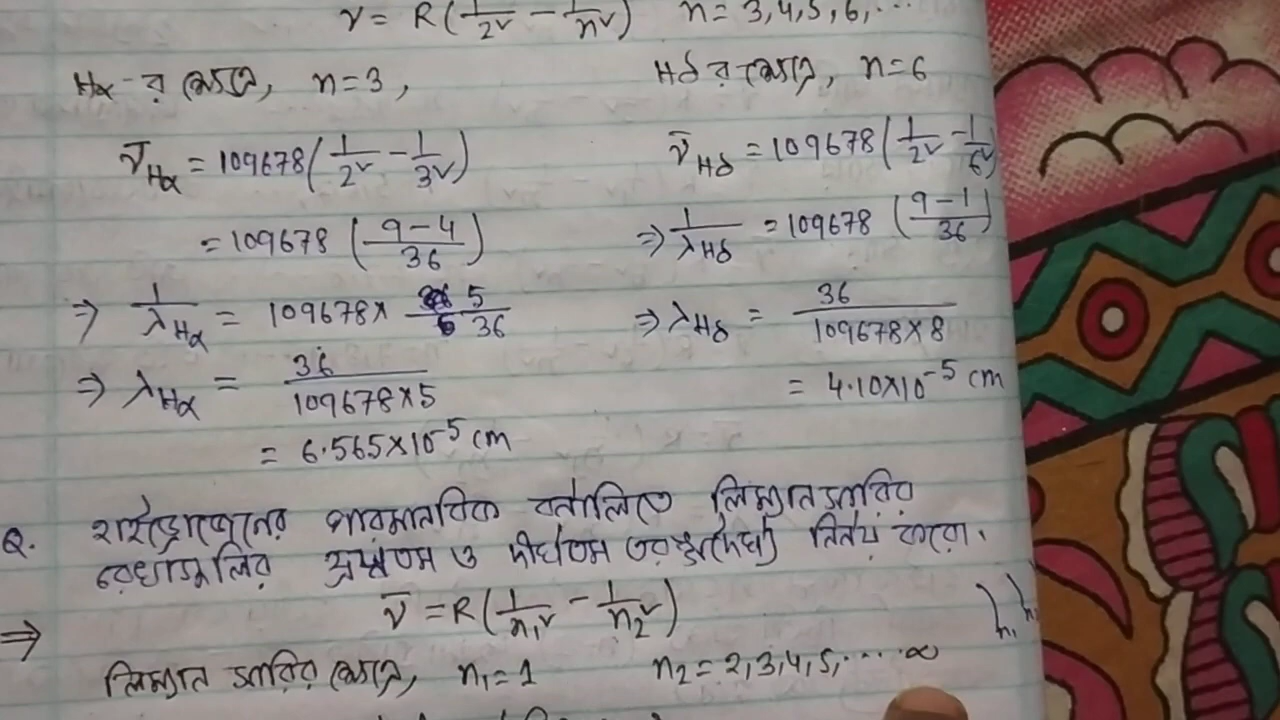 ν = R(1/2² − 1/n²) n = 3,4,5,6,...
Hα-র ক্ষেত্রে, n=3,
ν̄Hα = 109678(1/2² − 1/3²)
= 109678 (9−4/36)
⇒ 1/λHα = 109678× 5/36
⇒ λHα = 36/109678×5
= 6.565×10⁻⁵ cm
Hδ র ক্ষেত্রে, n=6
ν̄Hδ = 109678(1/2² − 1/6²)
⇒ 1/λHδ = 109678 (9−1/36)
⇒ λHδ = 36/109678×8
= 4.10×10⁻⁵ cm
Q. হাইড্রোজেনের পারমানবিক বর্ণালিতে লিম্যান সারির
রেখাগুলির ক্ষুদ্রতম ও দীর্ঘতম তরঙ্গদৈর্ঘ্য নির্ণয় করো.
⇒ ν̄ = R(1/n₁² − 1/n₂²)
লিম্যান সারির ক্ষেত্রে, n₁=1 n₂=2,3,4,5,.....∞